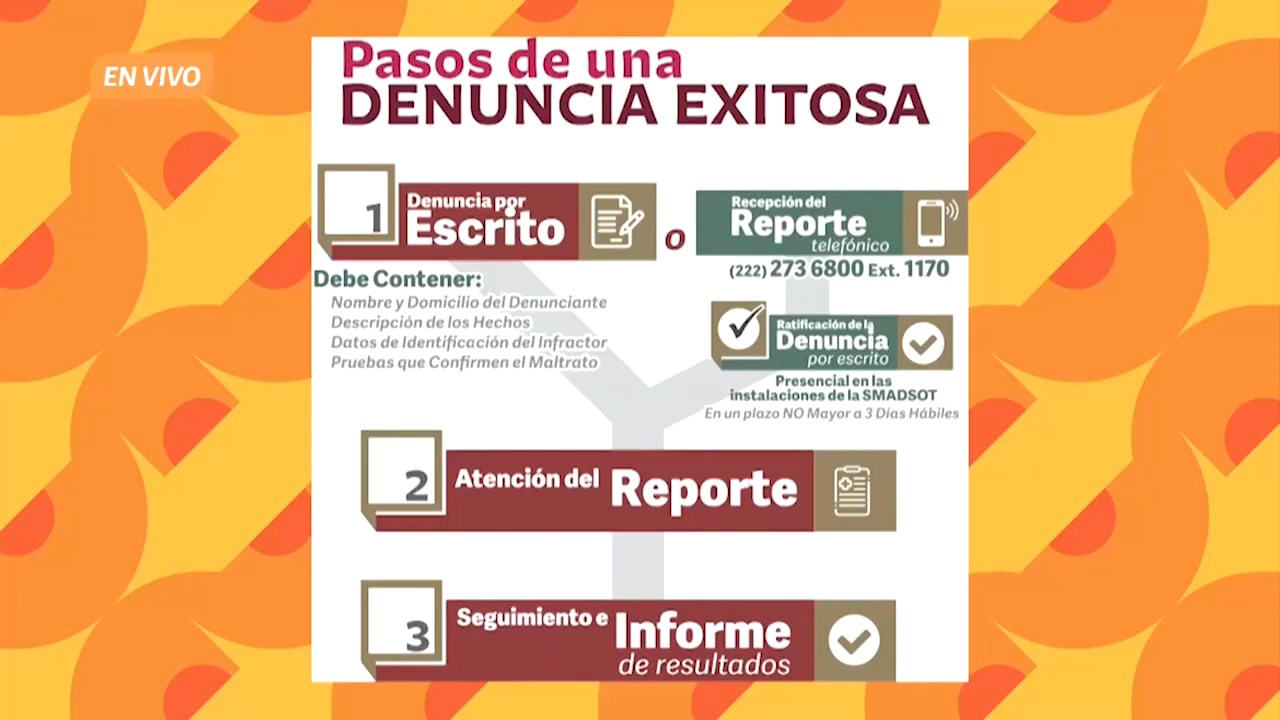 EN VIVO
Pasos de una
DENUNCIA EXITOSA
1
Denuncia por
Escrito
o
Recepción del
Reporte
telefónico
(222) 273 6800 Ext. 1170
Debe Contener:
Nombre y Domicilio del Denunciante
Descripción de los Hechos
Datos de Identificación del Infractor
Pruebas que Confirmen el Maltrato
Ratificación de la
Denuncia
por escrito
Presencial en las
instalaciones de la SMADSOT
En un plazo NO Mayor a 3 Días Hábiles
2
Atención del Reporte
3
Seguimiento e Informe
de resultados